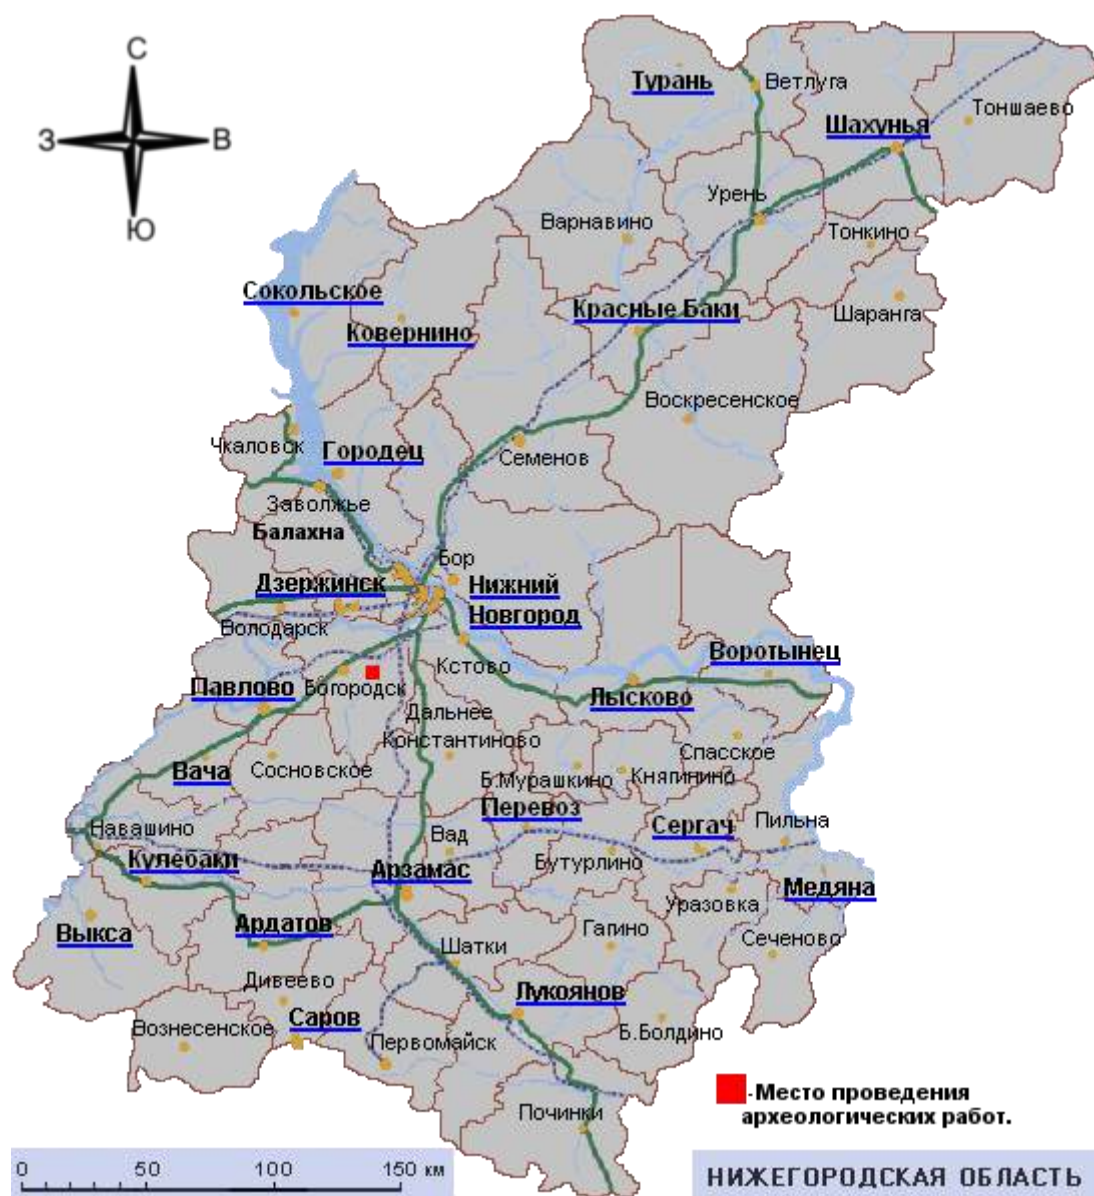 С
З В
Ю
Турань
Ветлуга
Тоншаево
Шахунья
Урень
Варнавино
Тонкино
Сокольское
Красные Баки
Шаранга
Ковернино
Воскресенское
Чкаловск
Городец
Семенов
Заволжье
Балахна
Бор
Дзержинск
Нижний
Новгород
Володарск
Кстово
Воротынец
Павлово
Богородск
Лысково
Дальнее
Константиново
Спасское
Вача
Сосновское
Б.Мурашкино
Княгинино
Перевоз
Навашино
Вад
Сергач
Пильна
Кулебаки
Арзамас
Бутурлино
Медяна
Уразовка
Выкса
Ардатов
Шатки
Гагино
Сеченово
Дивеево
Лукоянов
Вознесенское
Саров
Первомайск
Б.Болдино
Починки
-Место проведения
археологических работ.
0 50 100 150 км
НИЖЕГОРОДСКАЯ ОБЛАСТЬ